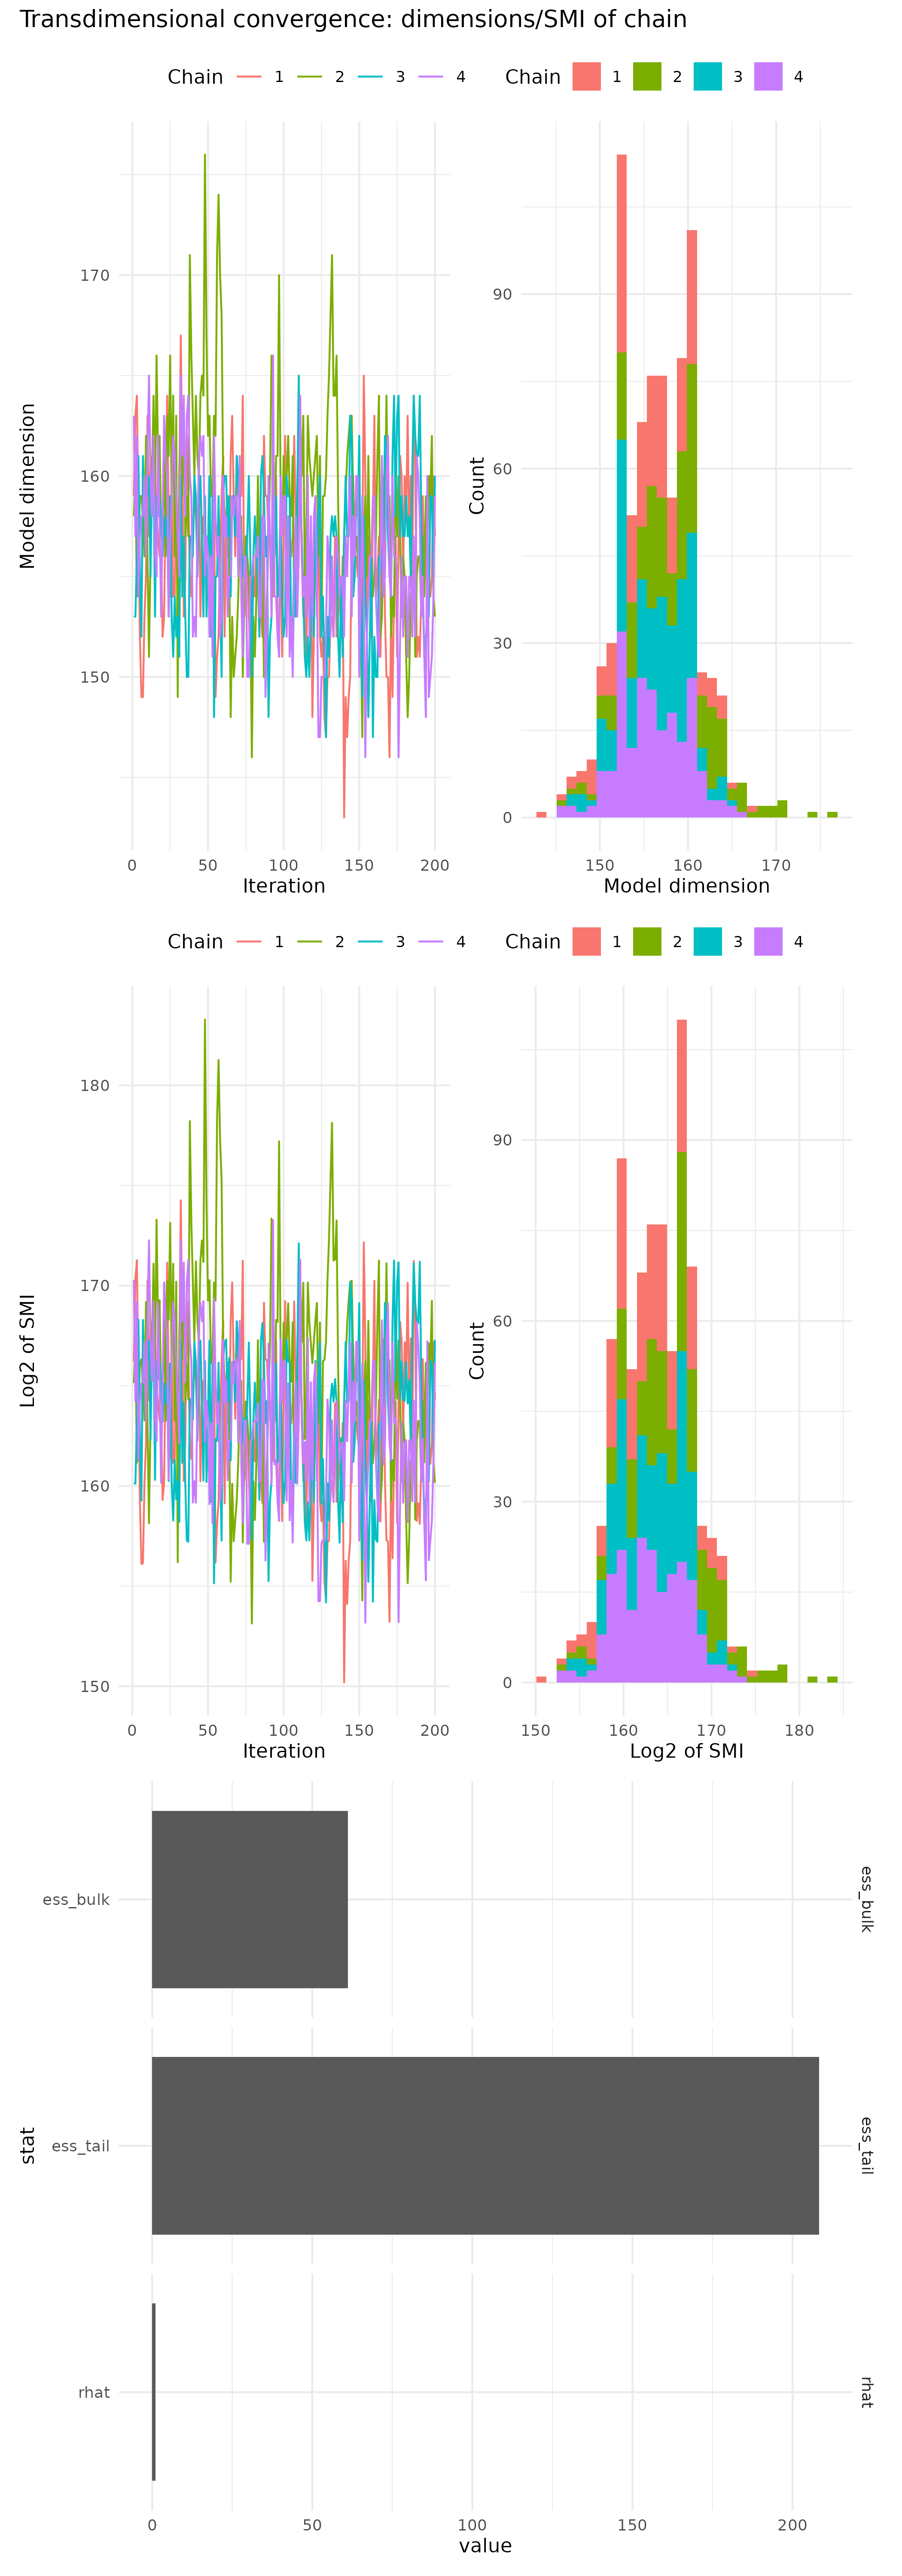 Transdimensional convergence: dimensions/SMI of chain
Chain 1 2 3 4
Chain 1 2 3 4
Model dimension
170
160
150
0 50 100 150 200
Iteration
Count
90
60
30
0
150 160 170
Model dimension
Chain 1 2 3 4
Chain 1 2 3 4
Log2 of SMI
180
170
160
150
0 50 100 150 200
Iteration
Count
90
60
30
0
150 160 170 180
Log2 of SMI
stat
ess_bulk
ess_bulk
ess_tail
ess_tail
rhat
rhat
0 50 100 150 200
value